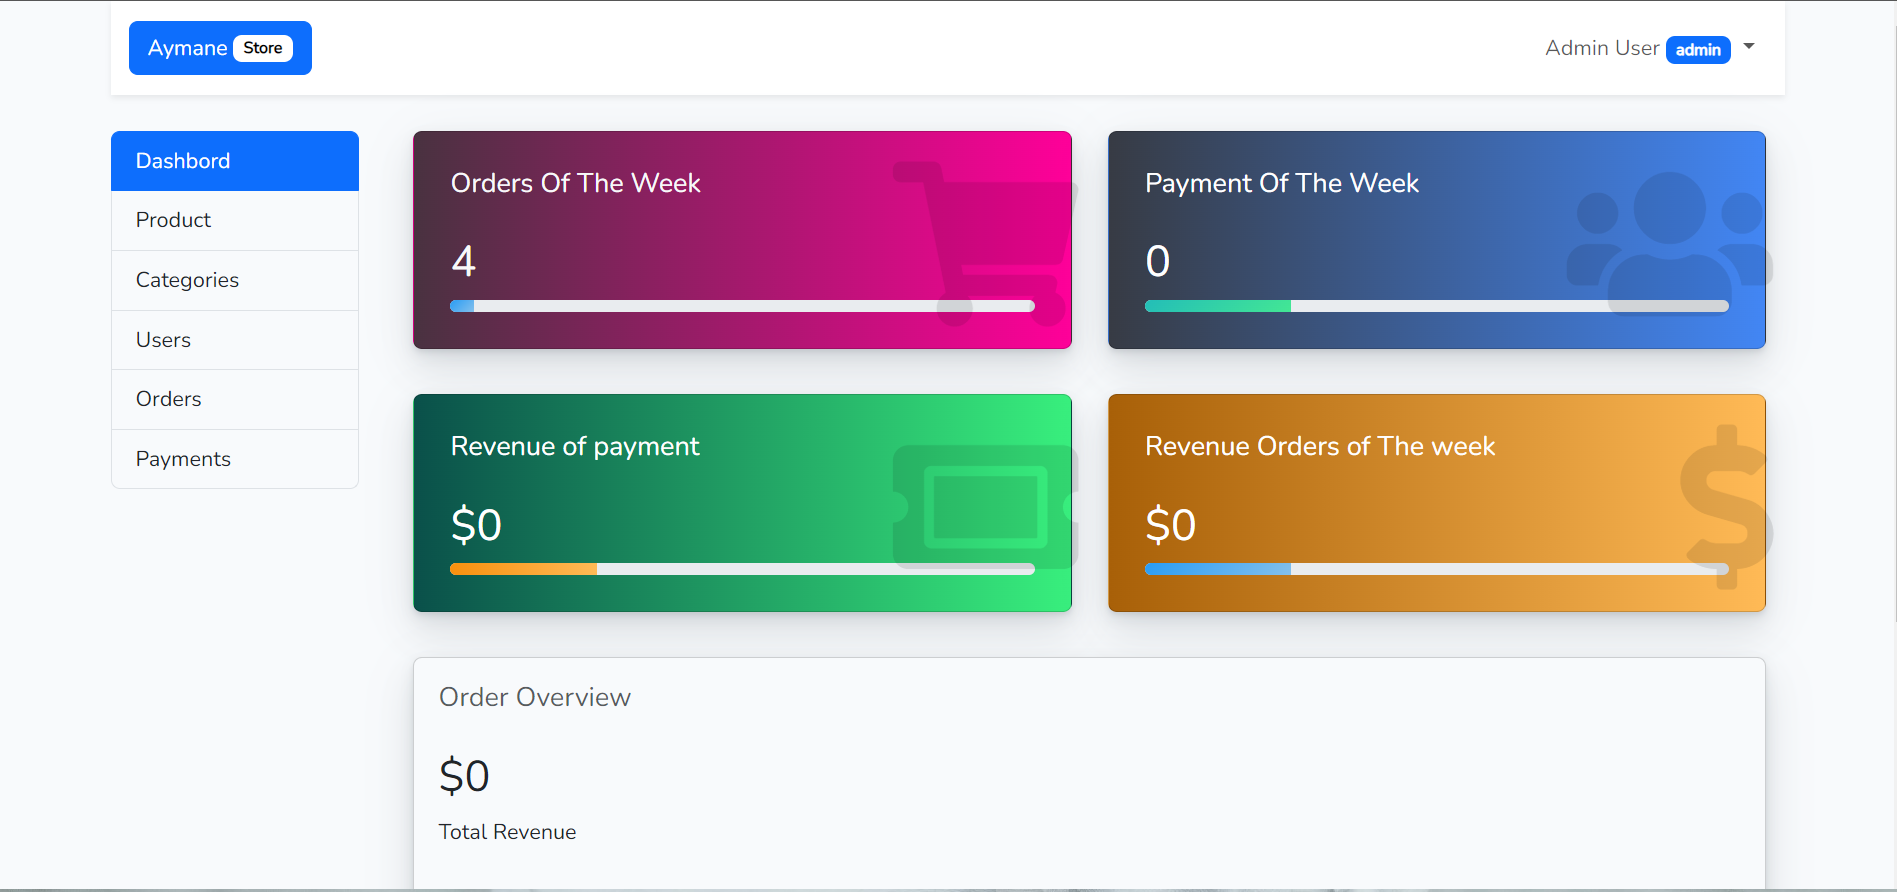 Aymane Store
Admin User admin
Dashbord
Product
Categories
Users
Orders
Payments
Orders Of The Week
4
Payment Of The Week
0
Revenue of payment
$0
Revenue Orders of The week
$0
Order Overview
$0
Total Revenue